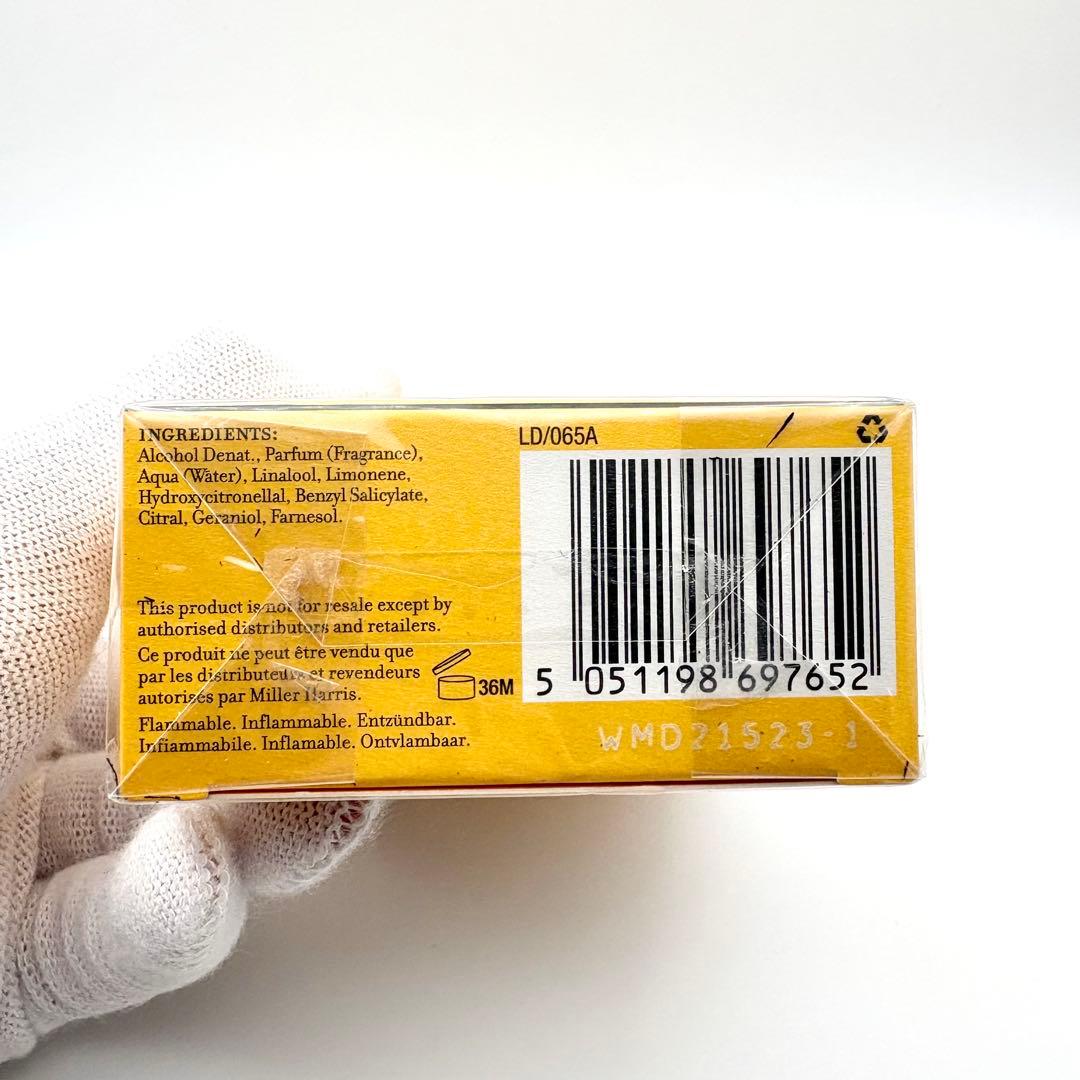 INGREDIENTS:
Alcohol Denat., Parfum (Fragrance),
Aqua (Water), Linalool, Limonene,
Hydroxycitronellal, Benzyl Salicylate,
Citral, Geraniol, Farnesol.
This product is not for resale except by
authorised distributors and retailers.
Ce produit ne peut être vendu que
par les distributeurs et revendeurs
autorisés par Miller Harris.
36M
Flammable. Inflammable. Entzündbar.
Infiammabile. Inflamable. Ontvlambaar.
LD/065A
5 051198 697652
WMD21523-1